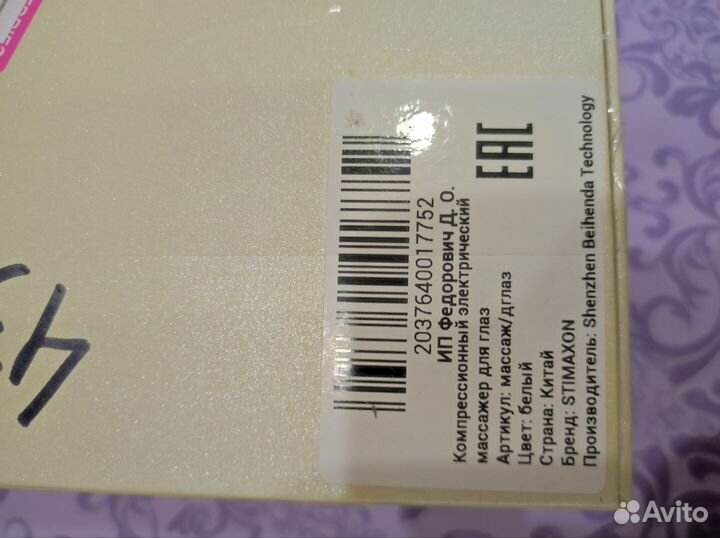 2037640017752
ИП Федорович Д. О.
Компрессионный электрический
массажер для глаз
Артикул: массаж/дглаз
Цвет: белый
Страна: Китай
Бренд: STIMAXON
Производитель: Shenzhen Beihenda Technology
EAC
Avito